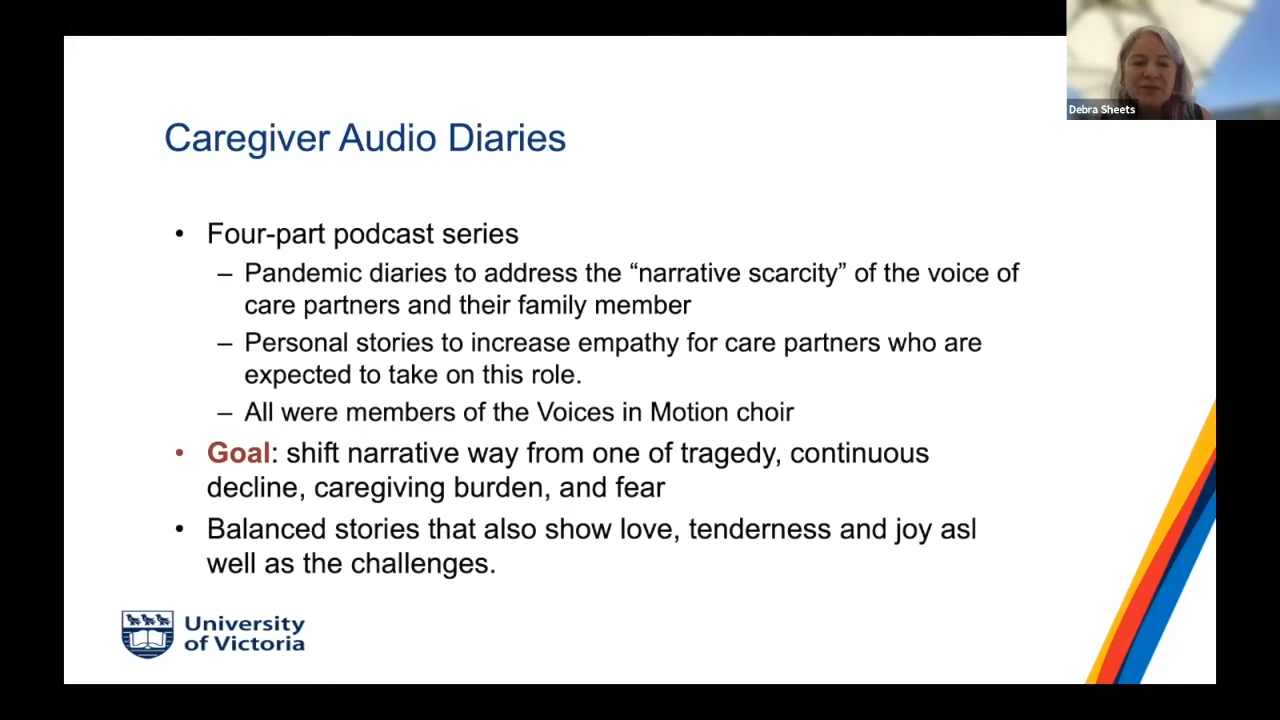 Debra Sheets
Caregiver Audio Diaries
• Four-part podcast series
– Pandemic diaries to address the “narrative scarcity” of the voice of
care partners and their family member
– Personal stories to increase empathy for care partners who are
expected to take on this role.
– All were members of the Voices in Motion choir
• Goal: shift narrative way from one of tragedy, continuous
decline, caregiving burden, and fear
• Balanced stories that also show love, tenderness and joy asl
well as the challenges.
University
of Victoria